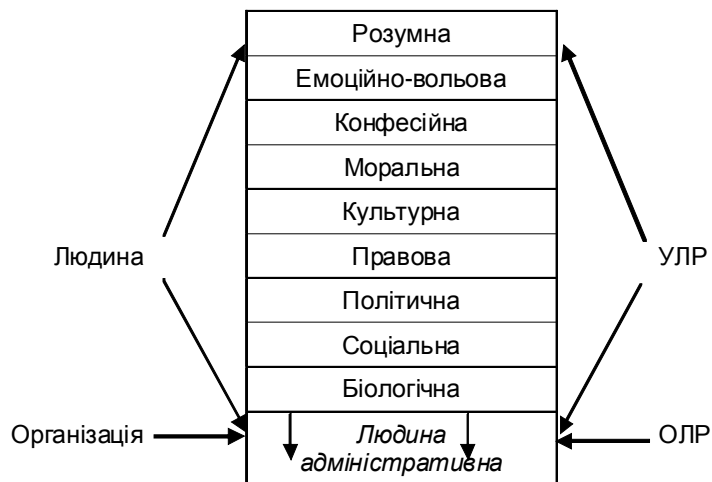 Розумна
Емоційно-вольова
Конфесійна
Моральна
Культурна
Людина
Правова
УЛР
Політична
Соціальна
Біологічна
Організація
Людина
ОЛР
адміністративна